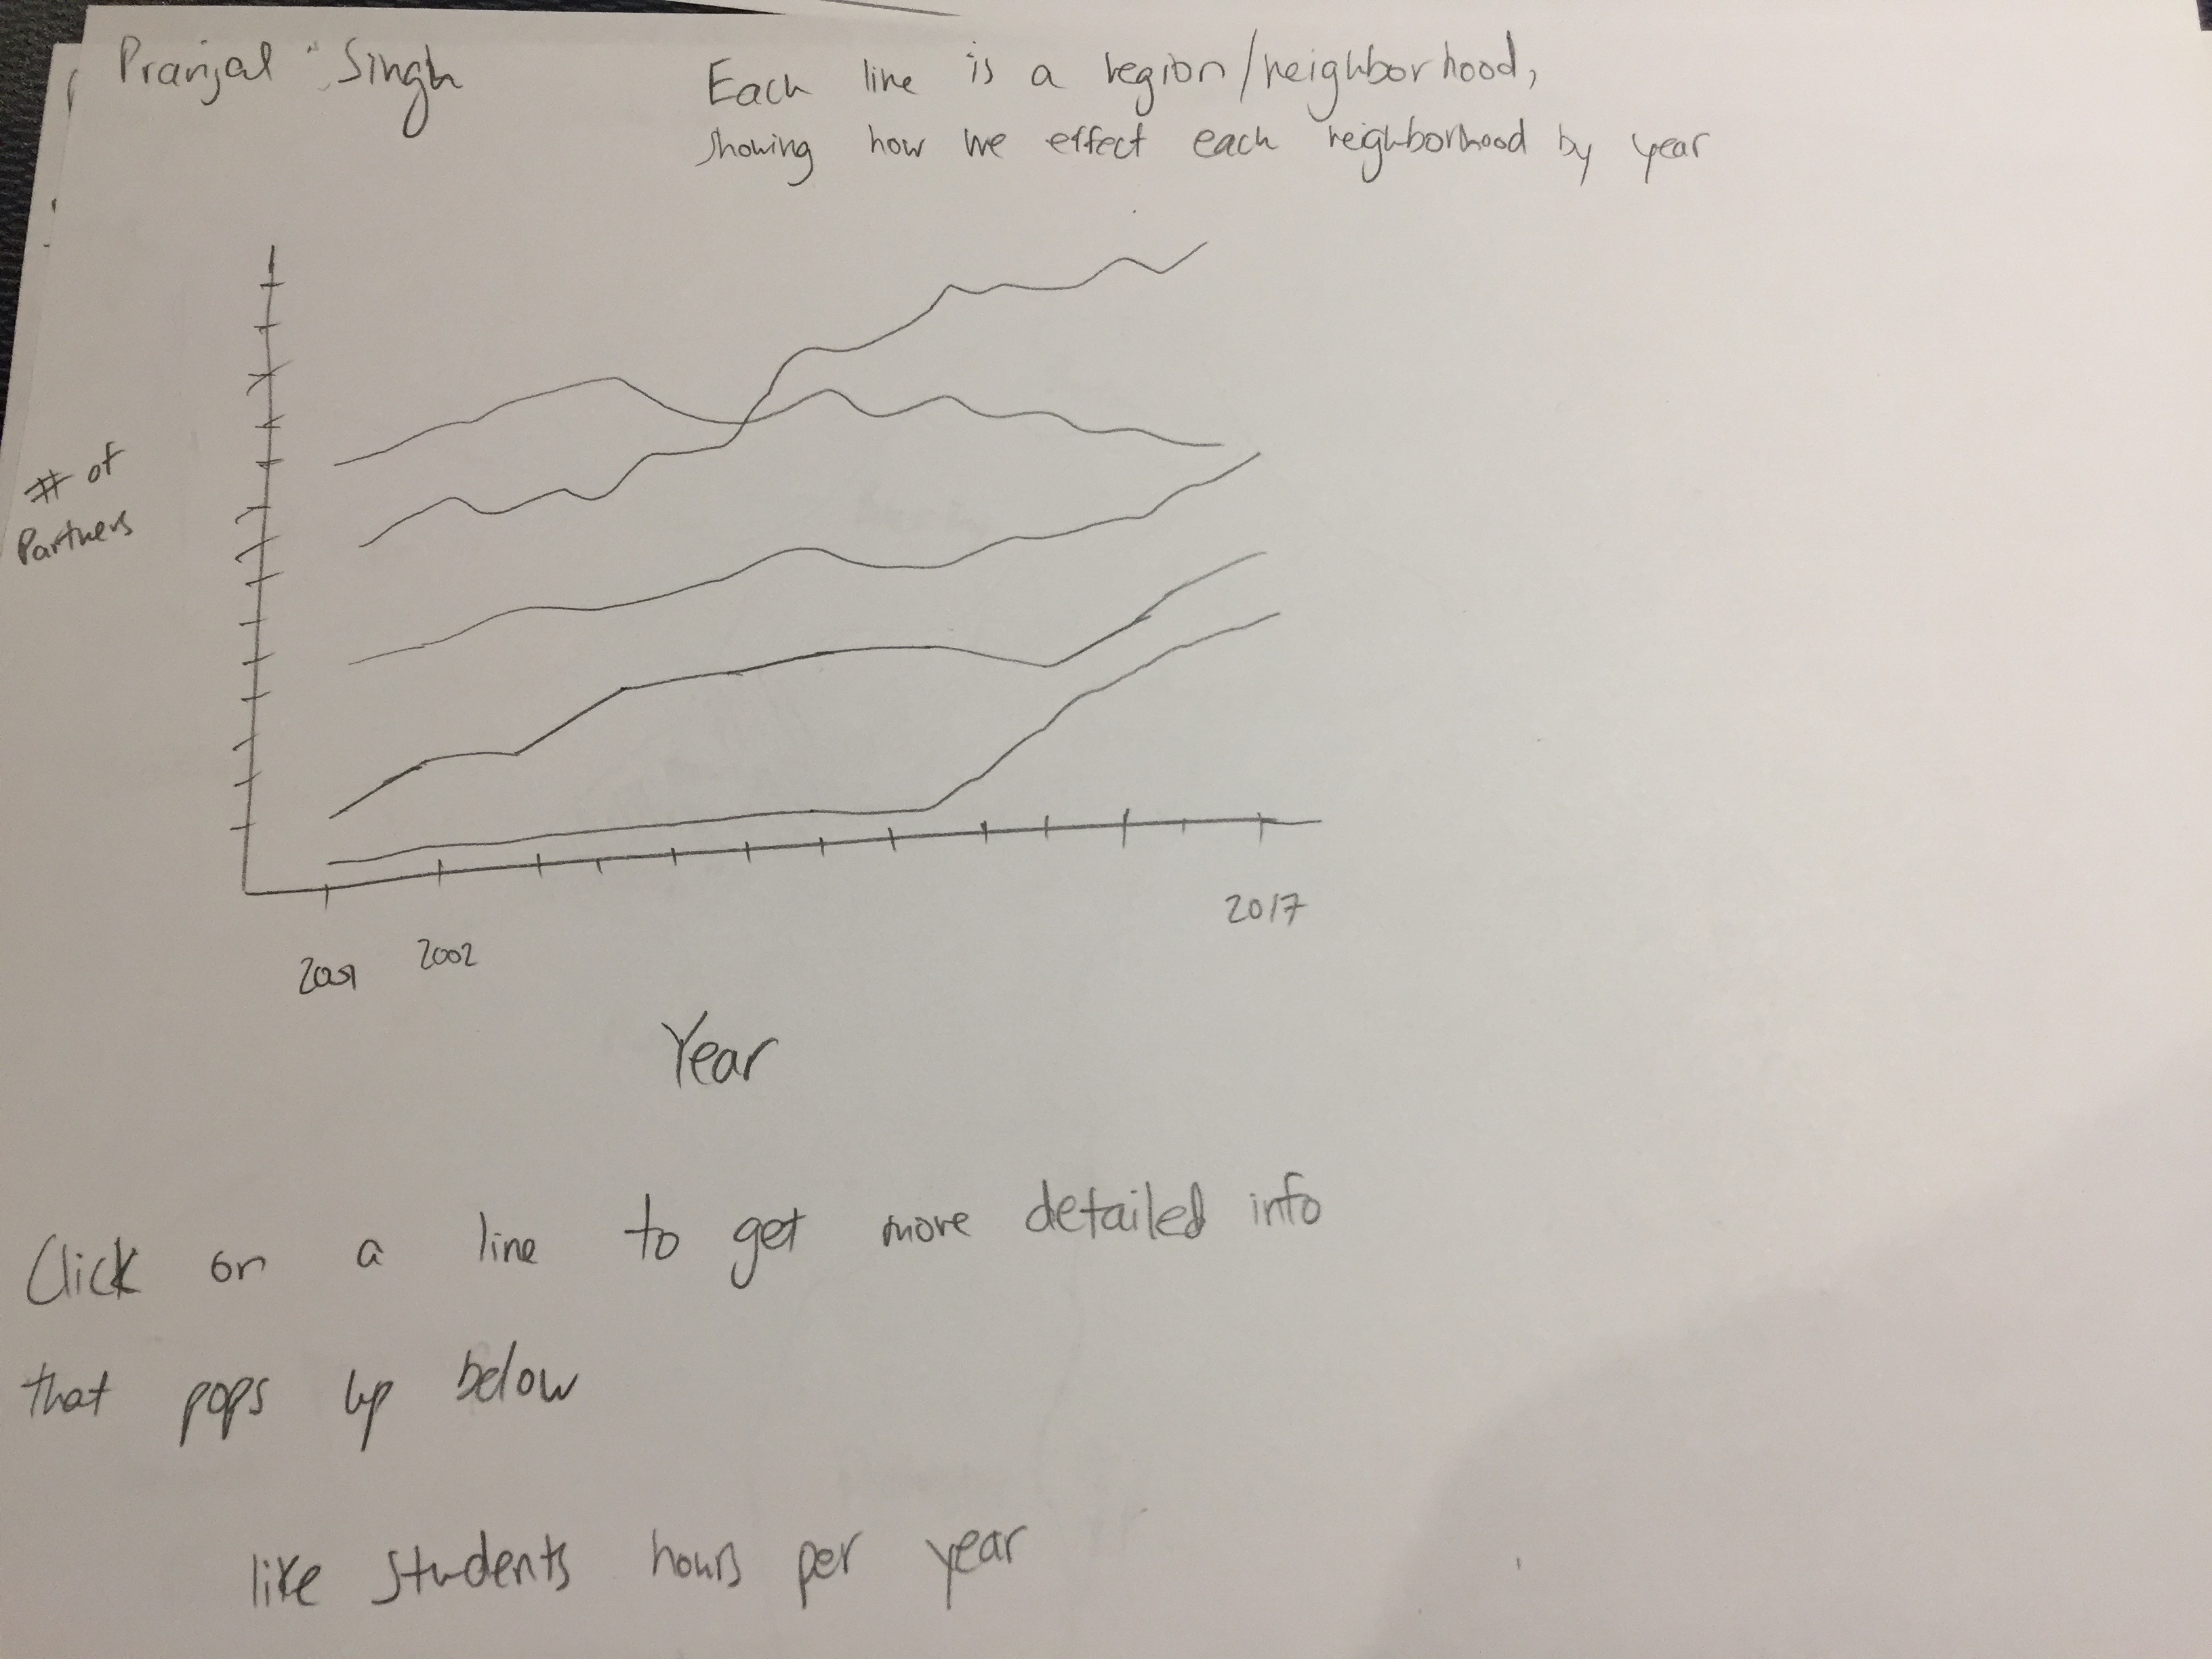 Pranjal Singh
Each line is a region/neighborhood,
showing how we effect each neighborhood by year
# of
Partners
2001
2002
2017
Year
Click on a line to get more detailed info
that pops up below
like students hours per year